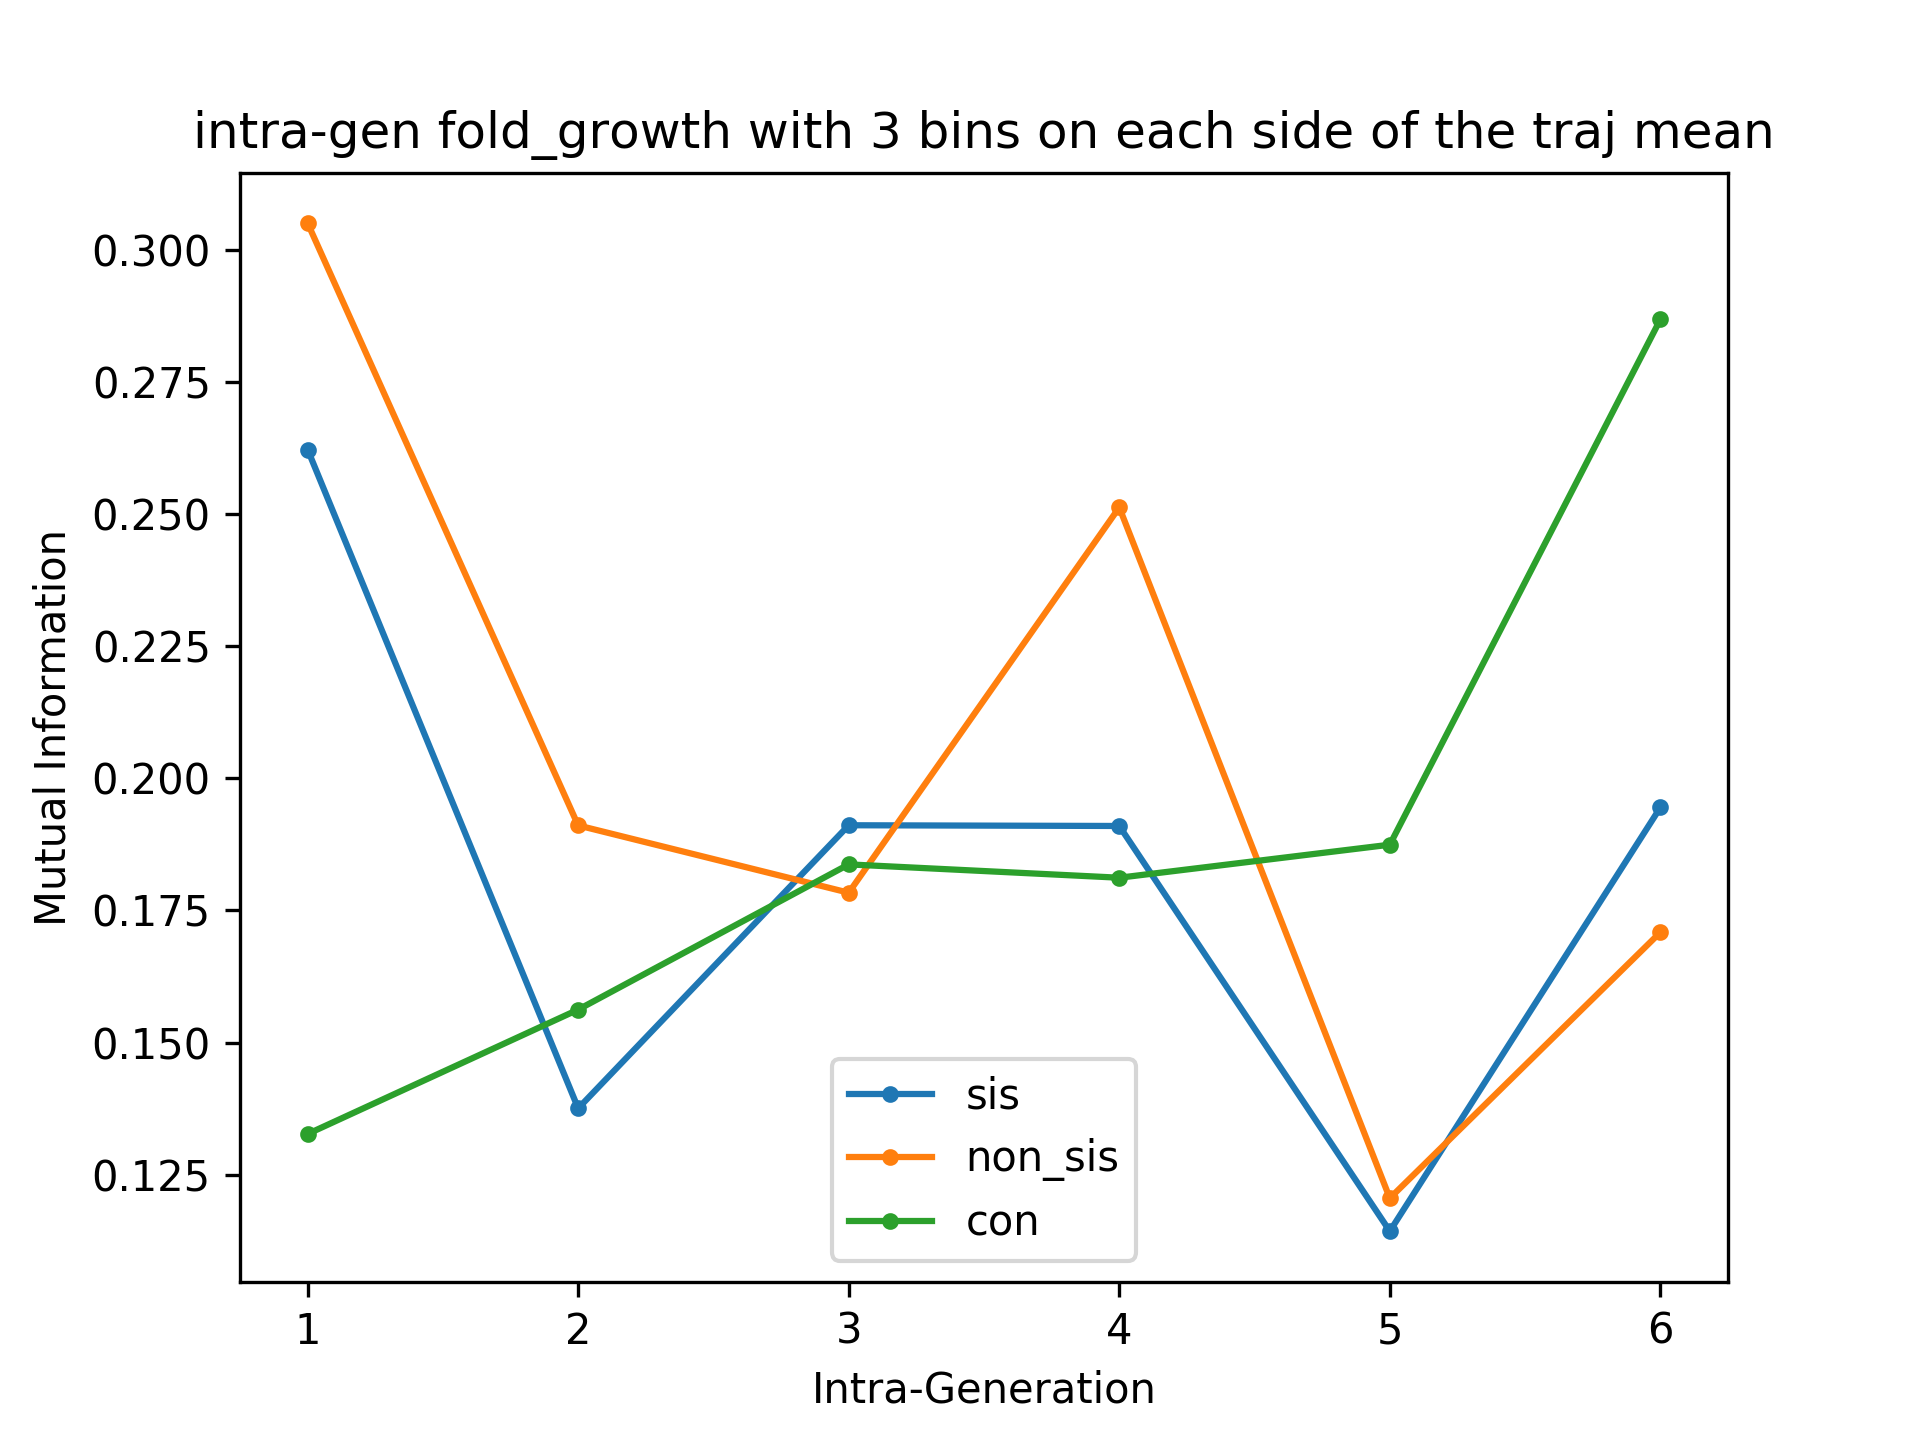 intra-gen fold_growth with 3 bins on each side of the traj mean
0.300
0.275
0.250
0.225
0.200
0.175
0.150
0.125
Mutual Information
sis
non_sis
con
1 2 3 4 5 6
Intra-Generation